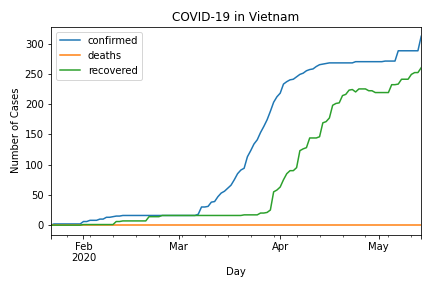 COVID-19 in Vietnam
confirmed
deaths
recovered
Number of Cases
300
250
200
150
100
50
0
Feb
2020
Mar
Apr
May
Day